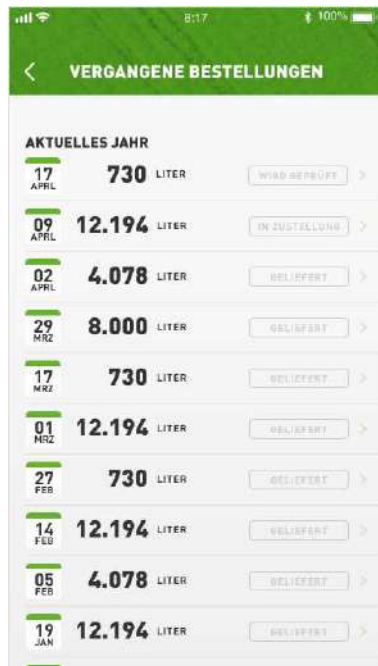 8:17 100%
VERGANGENE BESTELLUNGEN
AKTUELLES JAHR
17 APRL 730 LITER WIRD GEPRÜFT
09 APRL 12.194 LITER IN ZUSTELLUNG
02 APRL 4.078 LITER GELIEFERT
29 MRZ 8.000 LITER GELIEFERT
17 MRZ 730 LITER GELIEFERT
01 MRZ 12.194 LITER GELIEFERT
27 FEB 730 LITER GELIEFERT
14 FEB 12.194 LITER GELIEFERT
05 FEB 4.078 LITER GELIEFERT
19 JAN 12.194 LITER GELIEFERT